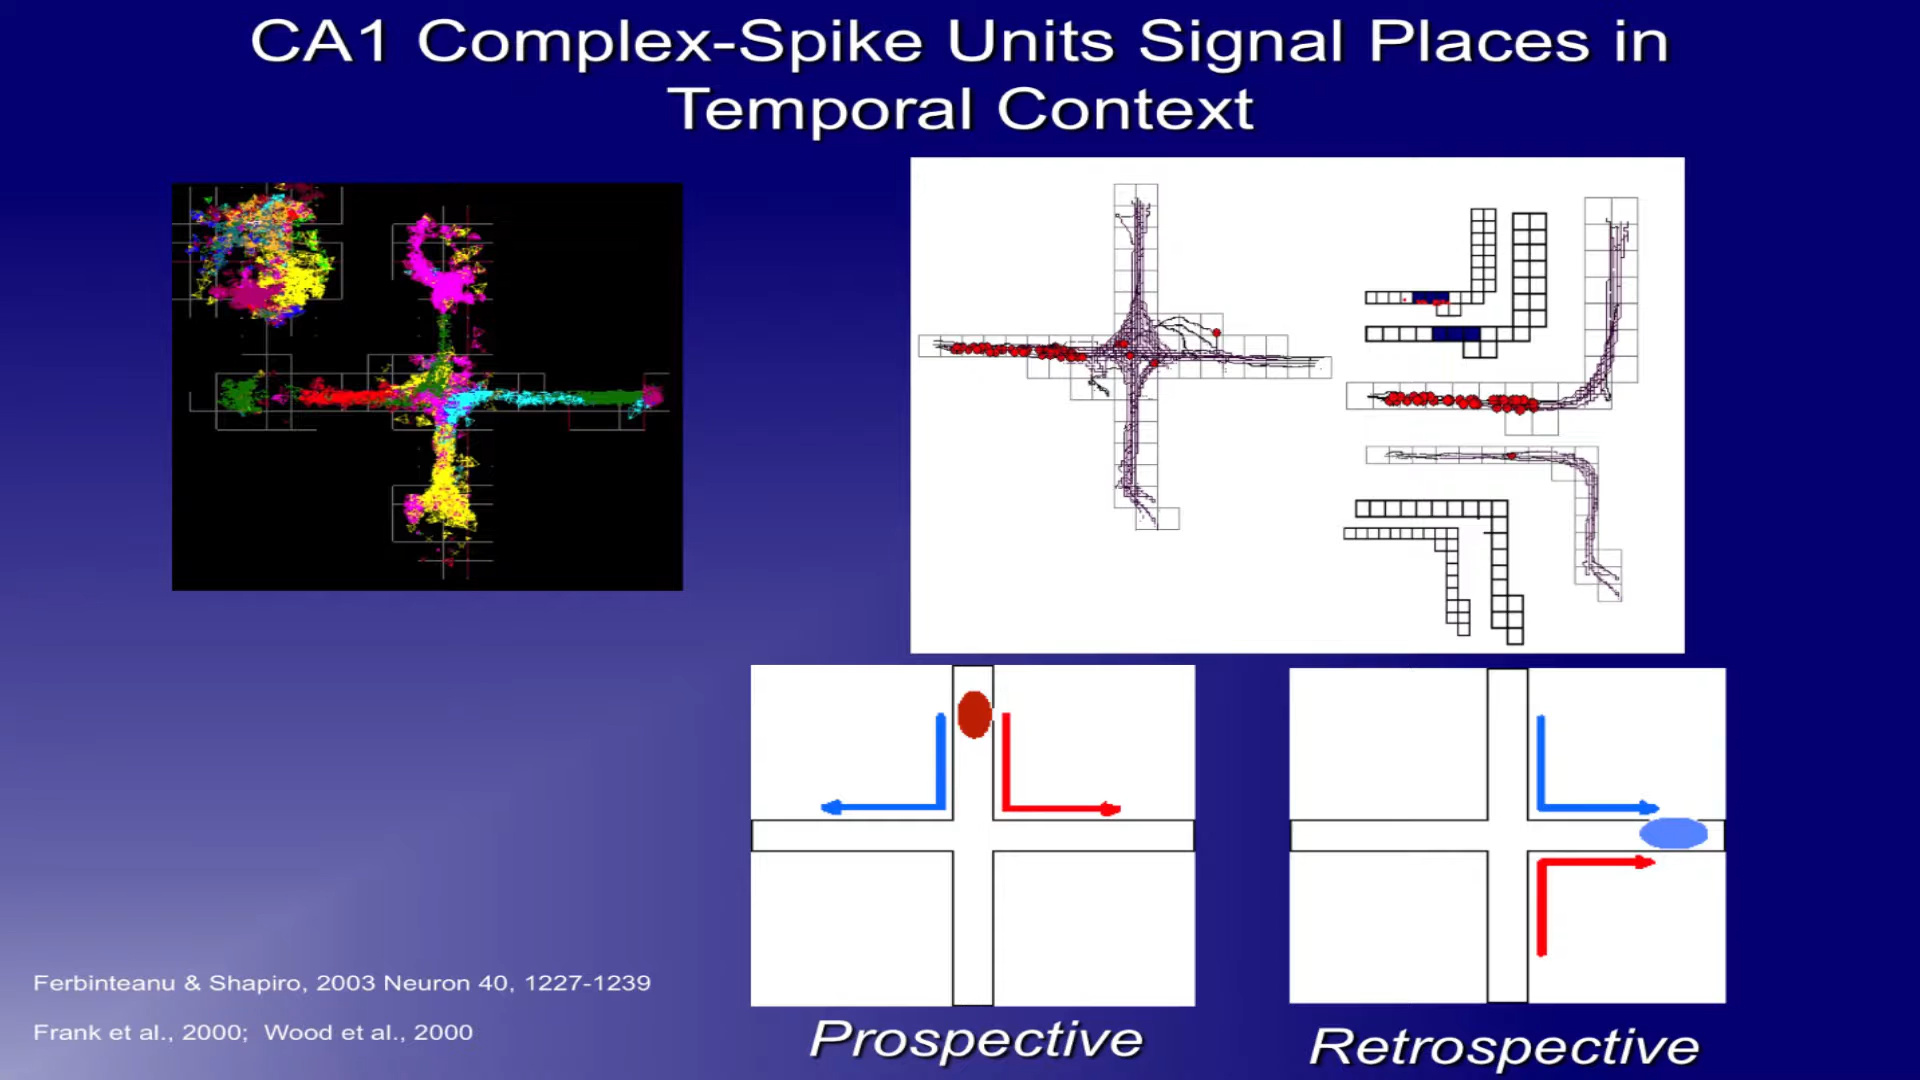 CA1 Complex-Spike Units Signal Places in
Temporal Context
Prospective
Retrospective
Ferbinteanu & Shapiro, 2003 Neuron 40, 1227-1239
Frank et al., 2000;  Wood et al., 2000